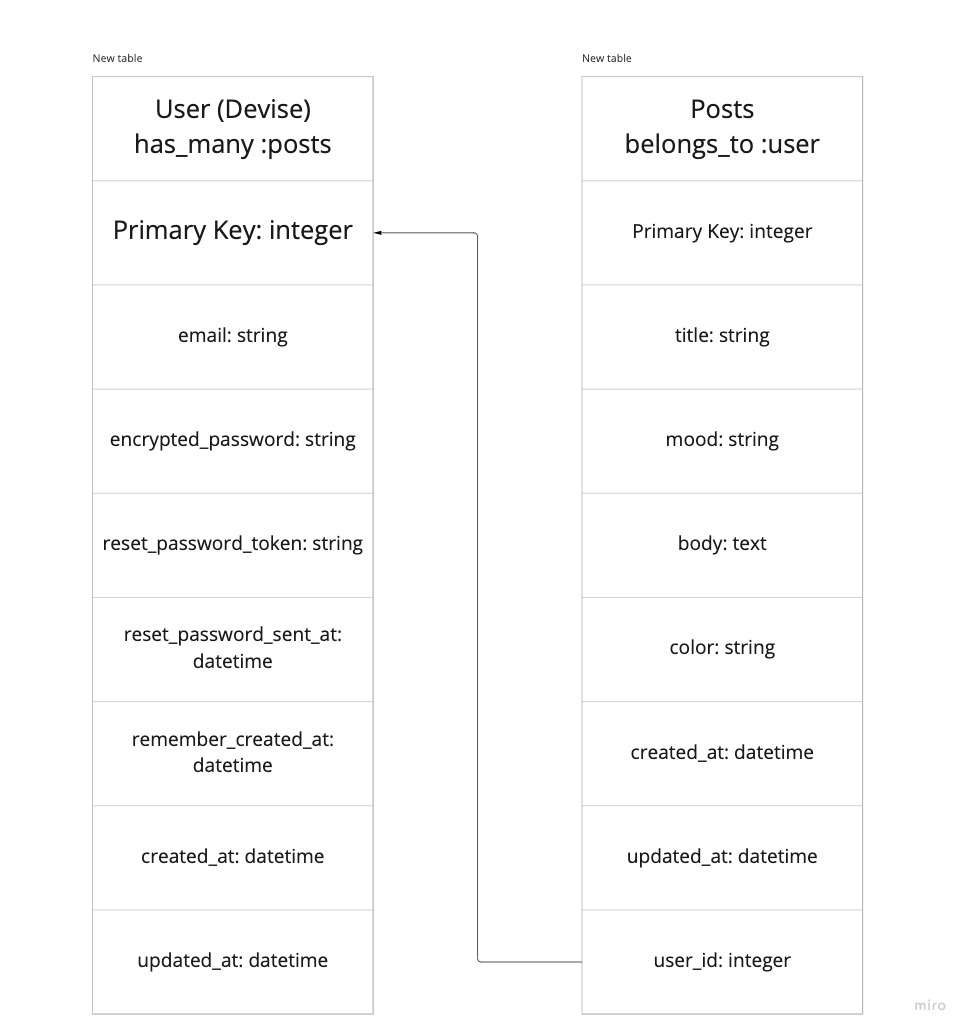 New table
User (Devise)
has_many :posts
Primary Key: integer
email: string
encrypted_password: string
reset_password_token: string
reset_password_sent_at:
datetime
remember_created_at:
datetime
created_at: datetime
updated_at: datetime
New table
Posts
belongs_to :user
Primary Key: integer
title: string
mood: string
body: text
color: string
created_at: datetime
updated_at: datetime
user_id: integer
miro